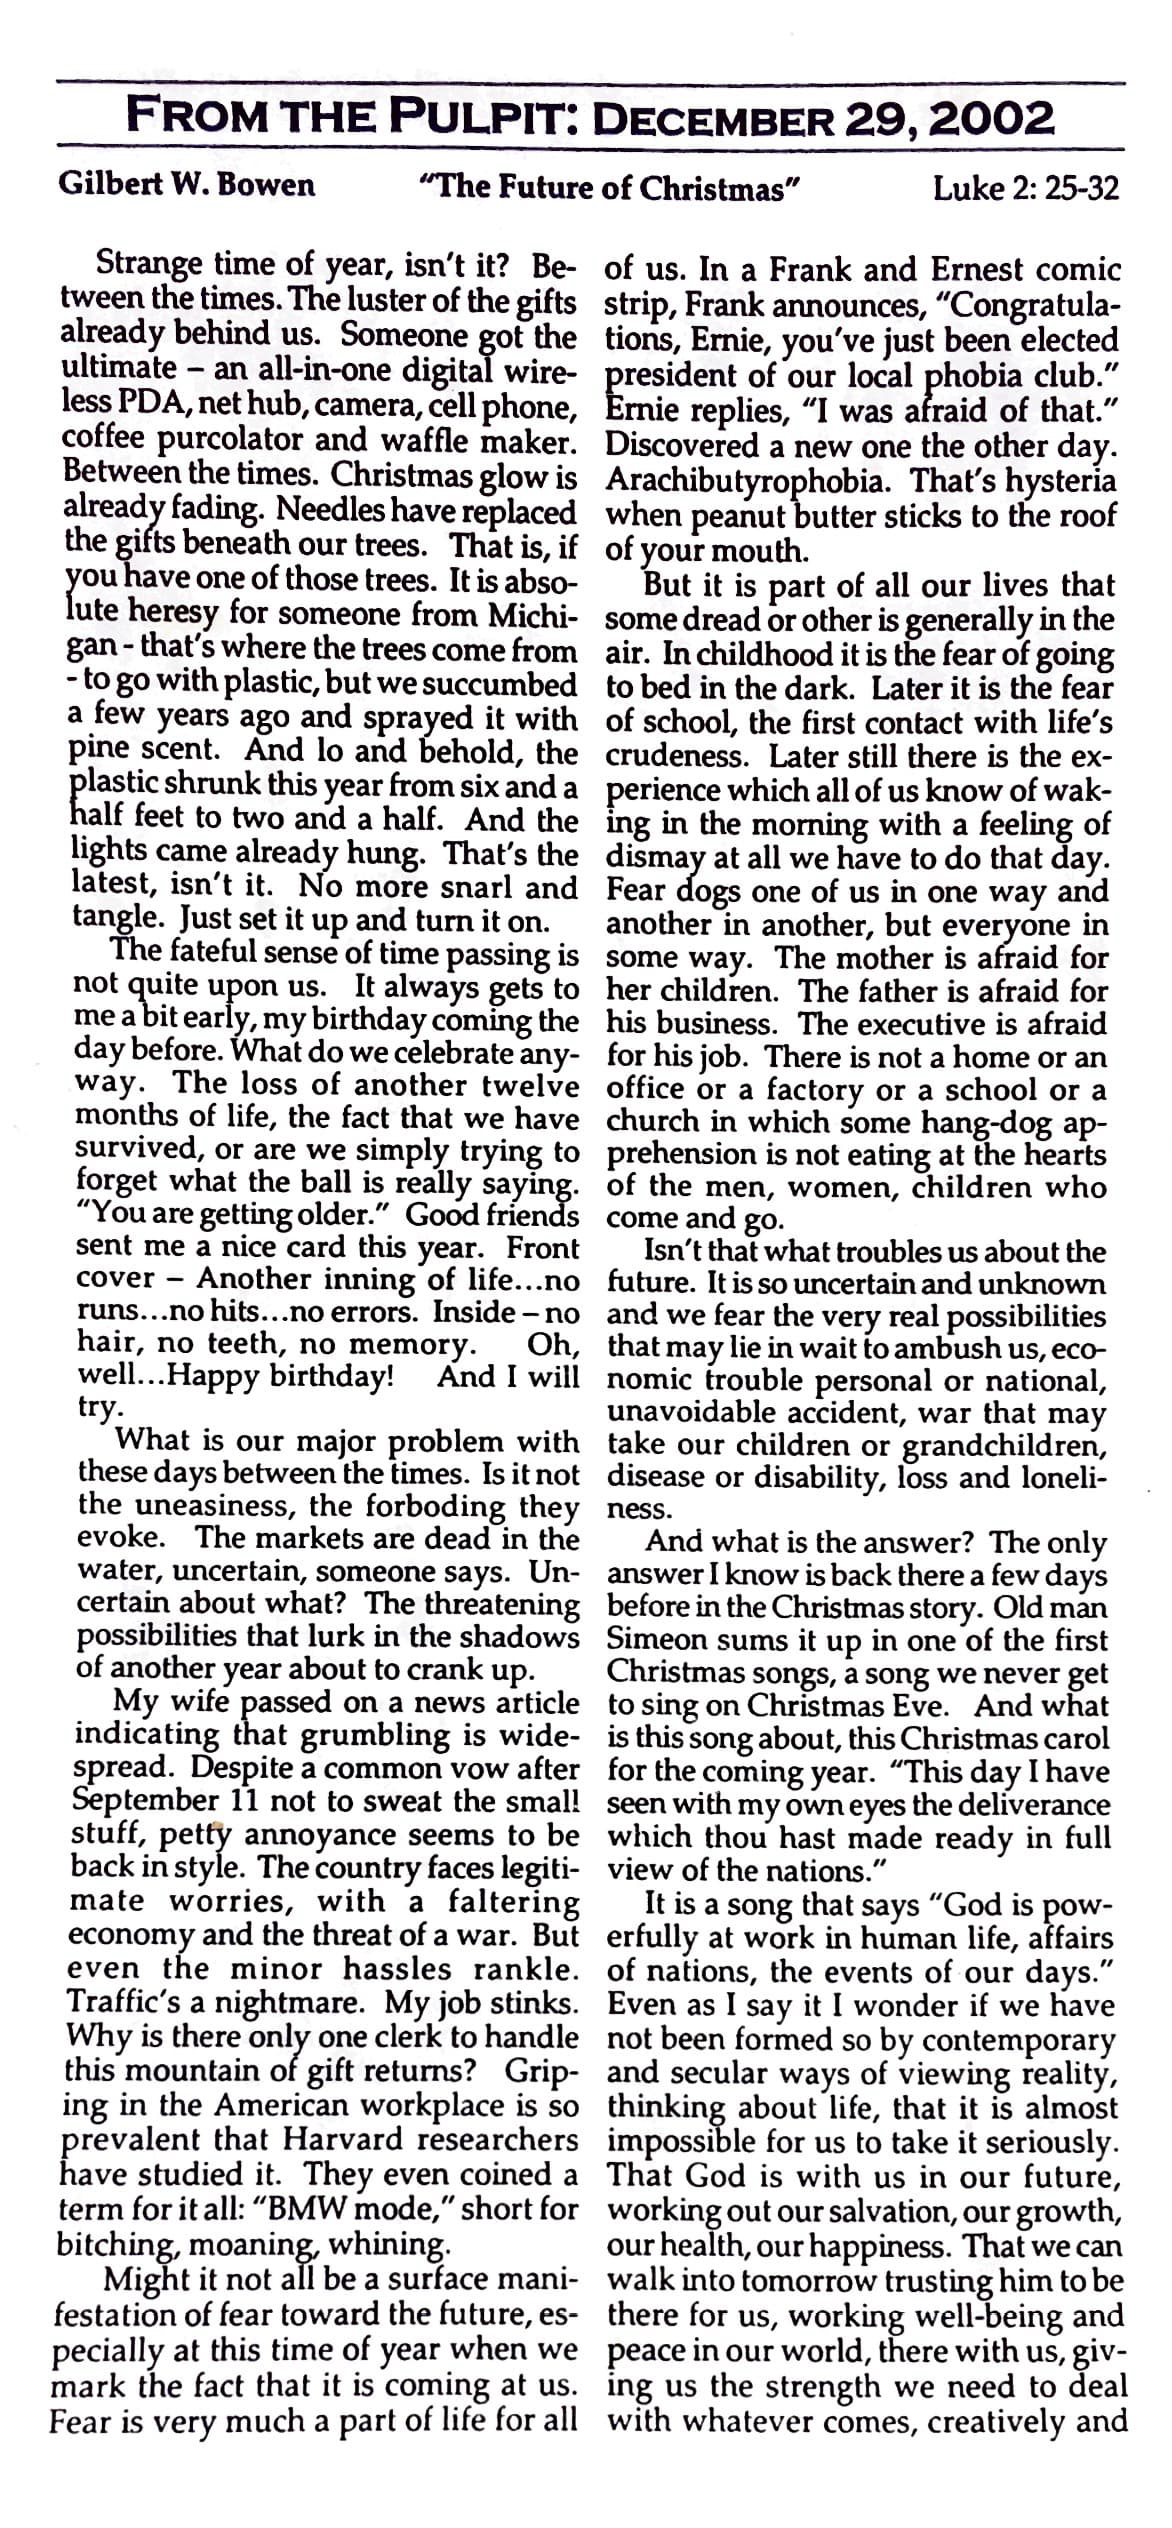 FROM THE PULPIT: DECEMBER 29, 2002
Gilbert W. Bowen "The Future of Christmas" Luke 2: 25-32
Strange time of year, isn't it? Be-
tween the times. The luster of the gifts
already behind us. Someone got the
ultimate – an all-in-one digital wire-
less PDA, net hub, camera, cell phone,
coffee purcolator and waffle maker.
Between the times. Christmas glow is
already fading. Needles have replaced
the gifts beneath our trees. That is, if
you have one of those trees. It is abso-
lute heresy for someone from Michi-
gan - that's where the trees come from
- to go with plastic, but we succumbed
a few years ago and sprayed it with
pine scent. And lo and behold, the
plastic shrunk this year from six and a
half feet to two and a half. And the
lights came already hung. That's the
latest, isn't it. No more snarl and
tangle. Just set it up and turn it on.
The fateful sense of time passing is
not quite upon us. It always gets to
me a bit early, my birthday coming the
day before. What do we celebrate any-
way. The loss of another twelve
months of life, the fact that we have
survived, or are we simply trying to
forget what the ball is really saying.
"You are getting older." Good friends
sent me a nice card this year. Front
cover – Another inning of life...no
runs...no hits...no errors. Inside – no
hair, no teeth, no memory. Oh,
well...Happy birthday! And I will
try.
What is our major problem with
these days between the times. Is it not
the uneasiness, the forboding they
evoke. The markets are dead in the
water, uncertain, someone says. Un-
certain about what? The threatening
possibilities that lurk in the shadows
of another year about to crank up.
My wife passed on a news article
indicating that grumbling is wide-
spread. Despite a common vow after
September 11 not to sweat the small
stuff, petty annoyance seems to be
back in style. The country faces legiti-
mate worries, with a faltering
economy and the threat of a war. But
even the minor hassles rankle.
Traffic's a nightmare. My job stinks.
Why is there only one clerk to handle
this mountain of gift returns? Grip-
ing in the American workplace is so
prevalent that Harvard researchers
have studied it. They even coined a
term for it all: "BMW mode," short for
bitching, moaning, whining.
Might it not all be a surface mani-
festation of fear toward the future, es-
pecially at this time of year when we
mark the fact that it is coming at us.
Fear is very much a part of life for all
of us. In a Frank and Ernest comic
strip, Frank announces, "Congratula-
tions, Ernie, you've just been elected
president of our local phobia club."
Ernie replies, "I was afraid of that."
Discovered a new one the other day.
Arachibutyrophobia. That's hysteria
when peanut butter sticks to the roof
of your mouth.
But it is part of all our lives that
some dread or other is generally in the
air. In childhood it is the fear of going
to bed in the dark. Later it is the fear
of school, the first contact with life's
crudeness. Later still there is the ex-
perience which all of us know of wak-
ing in the morning with a feeling of
dismay at all we have to do that day.
Fear dogs one of us in one way and
another in another, but everyone in
some way. The mother is afraid for
her children. The father is afraid for
his business. The executive is afraid
for his job. There is not a home or an
office or a factory or a school or a
church in which some hang-dog ap-
prehension is not eating at the hearts
of the men, women, children who
come and go.
Isn't that what troubles us about the
future. It is so uncertain and unknown
and we fear the very real possibilities
that may lie in wait to ambush us, eco-
nomic trouble personal or national,
unavoidable accident, war that may
take our children or grandchildren,
disease or disability, loss and loneli-
ness.
And what is the answer? The only
answer I know is back there a few days
before in the Christmas story. Old man
Simeon sums it up in one of the first
Christmas songs, a song we never get
to sing on Christmas Eve. And what
is this song about, this Christmas carol
for the coming year. "This day I have
seen with my own eyes the deliverance
which thou hast made ready in full
view of the nations."
It is a song that says "God is pow-
erfully at work in human life, affairs
of nations, the events of our days."
Even as I say it I wonder if we have
not been formed so by contemporary
and secular ways of viewing reality,
thinking about life, that it is almost
impossible for us to take it seriously.
That God is with us in our future,
working out our salvation, our growth,
our health, our happiness. That we can
walk into tomorrow trusting him to be
there for us, working well-being and
peace in our world, there with us, giv-
ing us the strength we need to deal
with whatever comes, creatively and